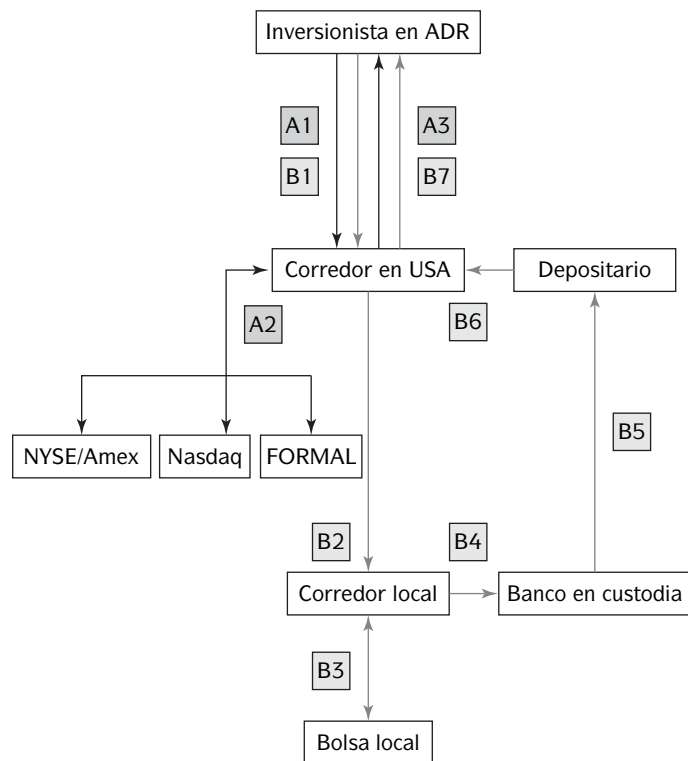 Inversionista en ADR
A1
A3
B1
B7
Corredor en USA
Depositario
A2
B6
NYSE/Amex
Nasdaq
FORMAL
B5
B2
B4
Corredor local
Banco en custodia
B3
Bolsa local